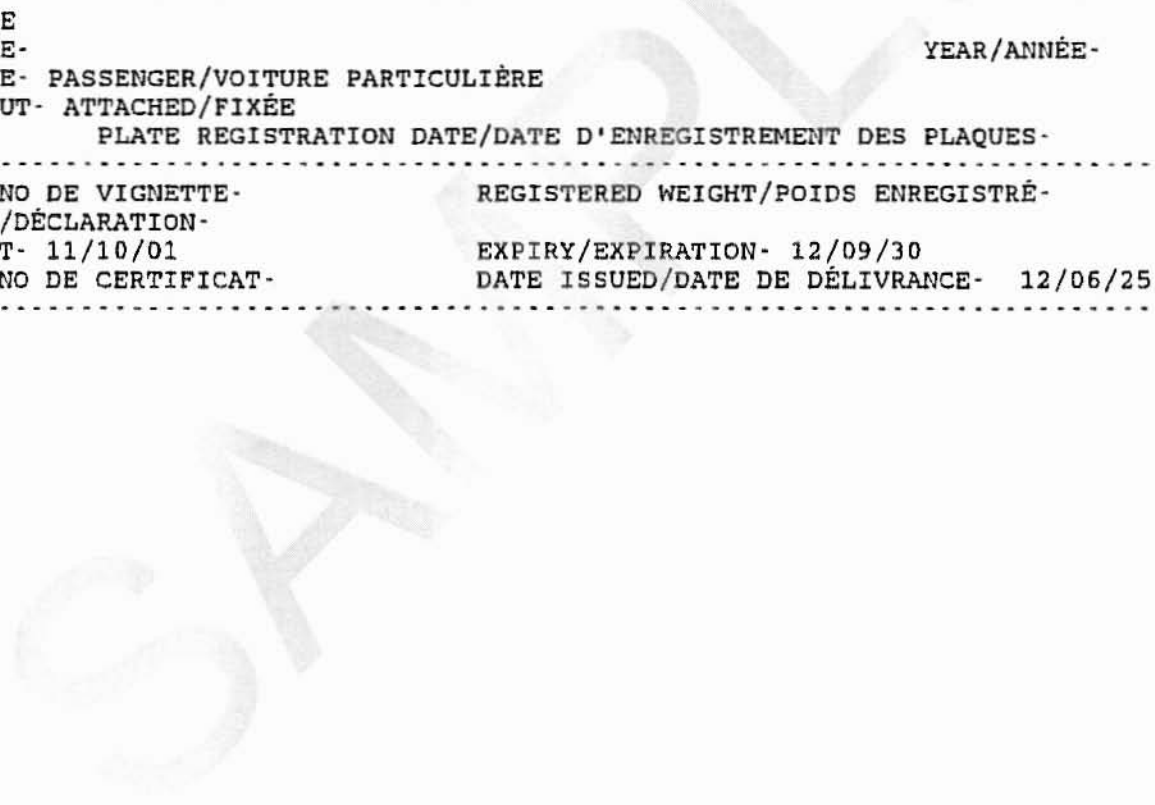 E
E- YEAR/ANNÉE-
E- PASSENGER/VOITURE PARTICULIÈRE
UT- ATTACHED/FIXÉE
PLATE REGISTRATION DATE/DATE D'ENREGISTREMENT DES PLAQUES-
NO DE VIGNETTE- REGISTERED WEIGHT/POIDS ENREGISTRÉ-
/DÉCLARATION-
T- 11/10/01 EXPIRY/EXPIRATION- 12/09/30
NO DE CERTIFICAT- DATE ISSUED/DATE DE DÉLIVRANCE- 12/06/25
SAMPL